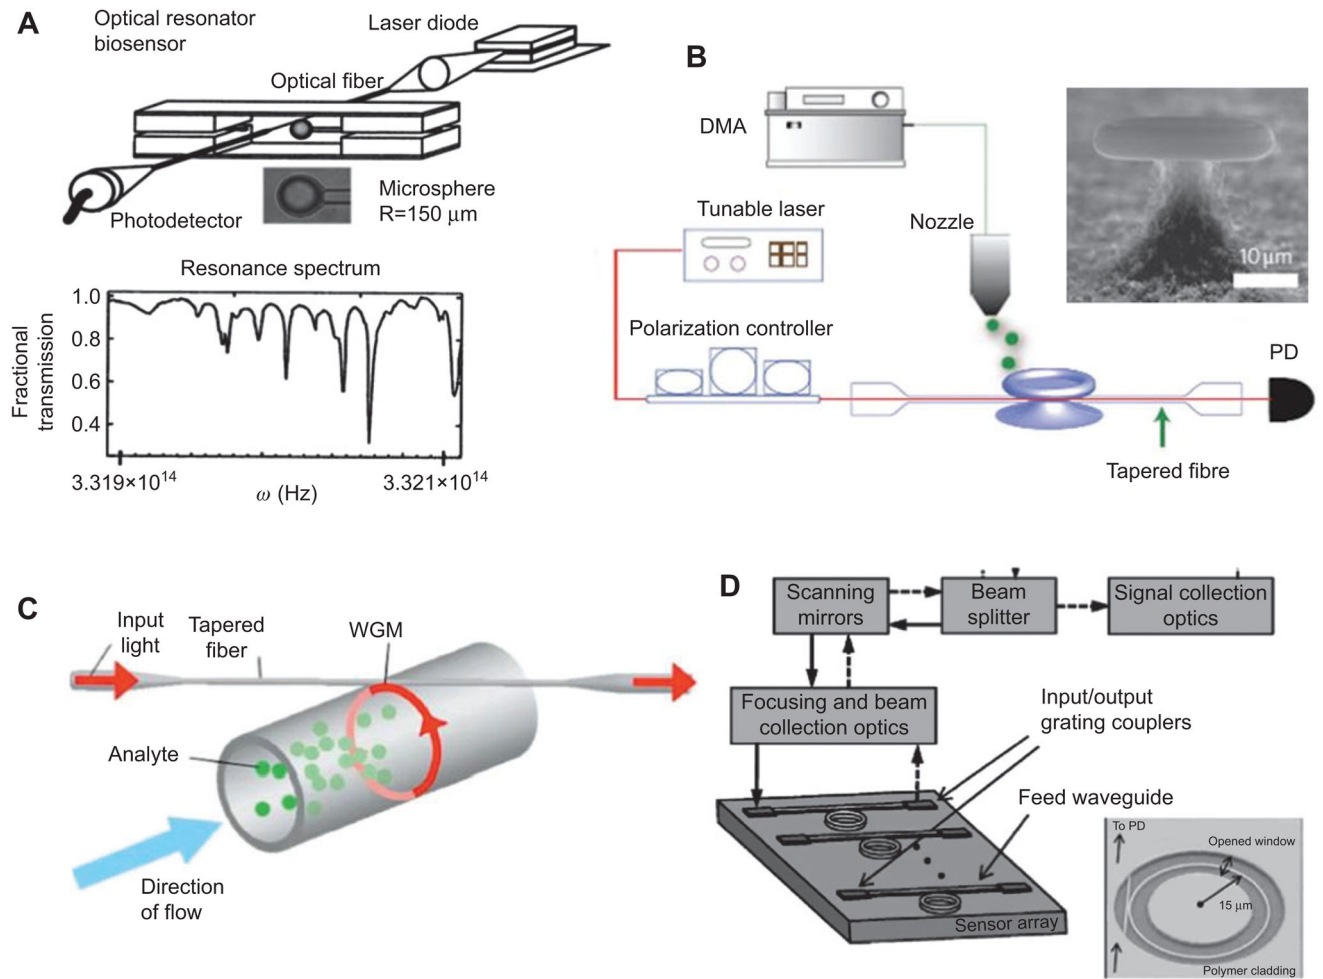 A
Optical resonator
biosensor
Laser diode
Optical fiber
Microsphere
R=150 μm
Photodetector
Resonance spectrum
Fractional
transmission
1.0
0.8
0.6
0.4
3.319×10¹⁴
ω (Hz)
3.321×10¹⁴
B
DMA
Tunable laser
Nozzle
10 μm
Polarization controller
PD
Tapered fibre
C
Input
light
Tapered
fiber
WGM
Analyte
Direction
of flow
D
Scanning
mirrors
Beam
splitter
Signal collection
optics
Focusing and beam
collection optics
Input/output
grating couplers
Feed waveguide
Sensor array
To PD
Opened window
15 μm
Polymer cladding